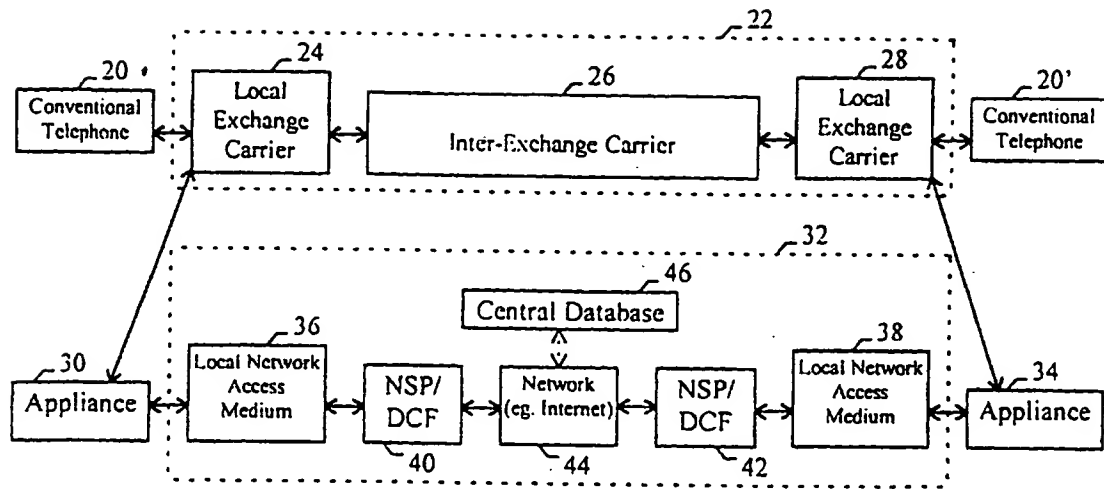 22
24
28
20
26
20'
Conventional
Telephone
Local
Exchange
Carrier
Inter-Exchange Carrier
Local
Exchange
Carrier
Conventional
Telephone
32
46
Central Database
36
38
30
34
Appliance
Local Network
Access
Medium
NSP/
DCF
Network
(eg. Internet)
NSP/
DCF
Local Network
Access
Medium
Appliance
40
44
42